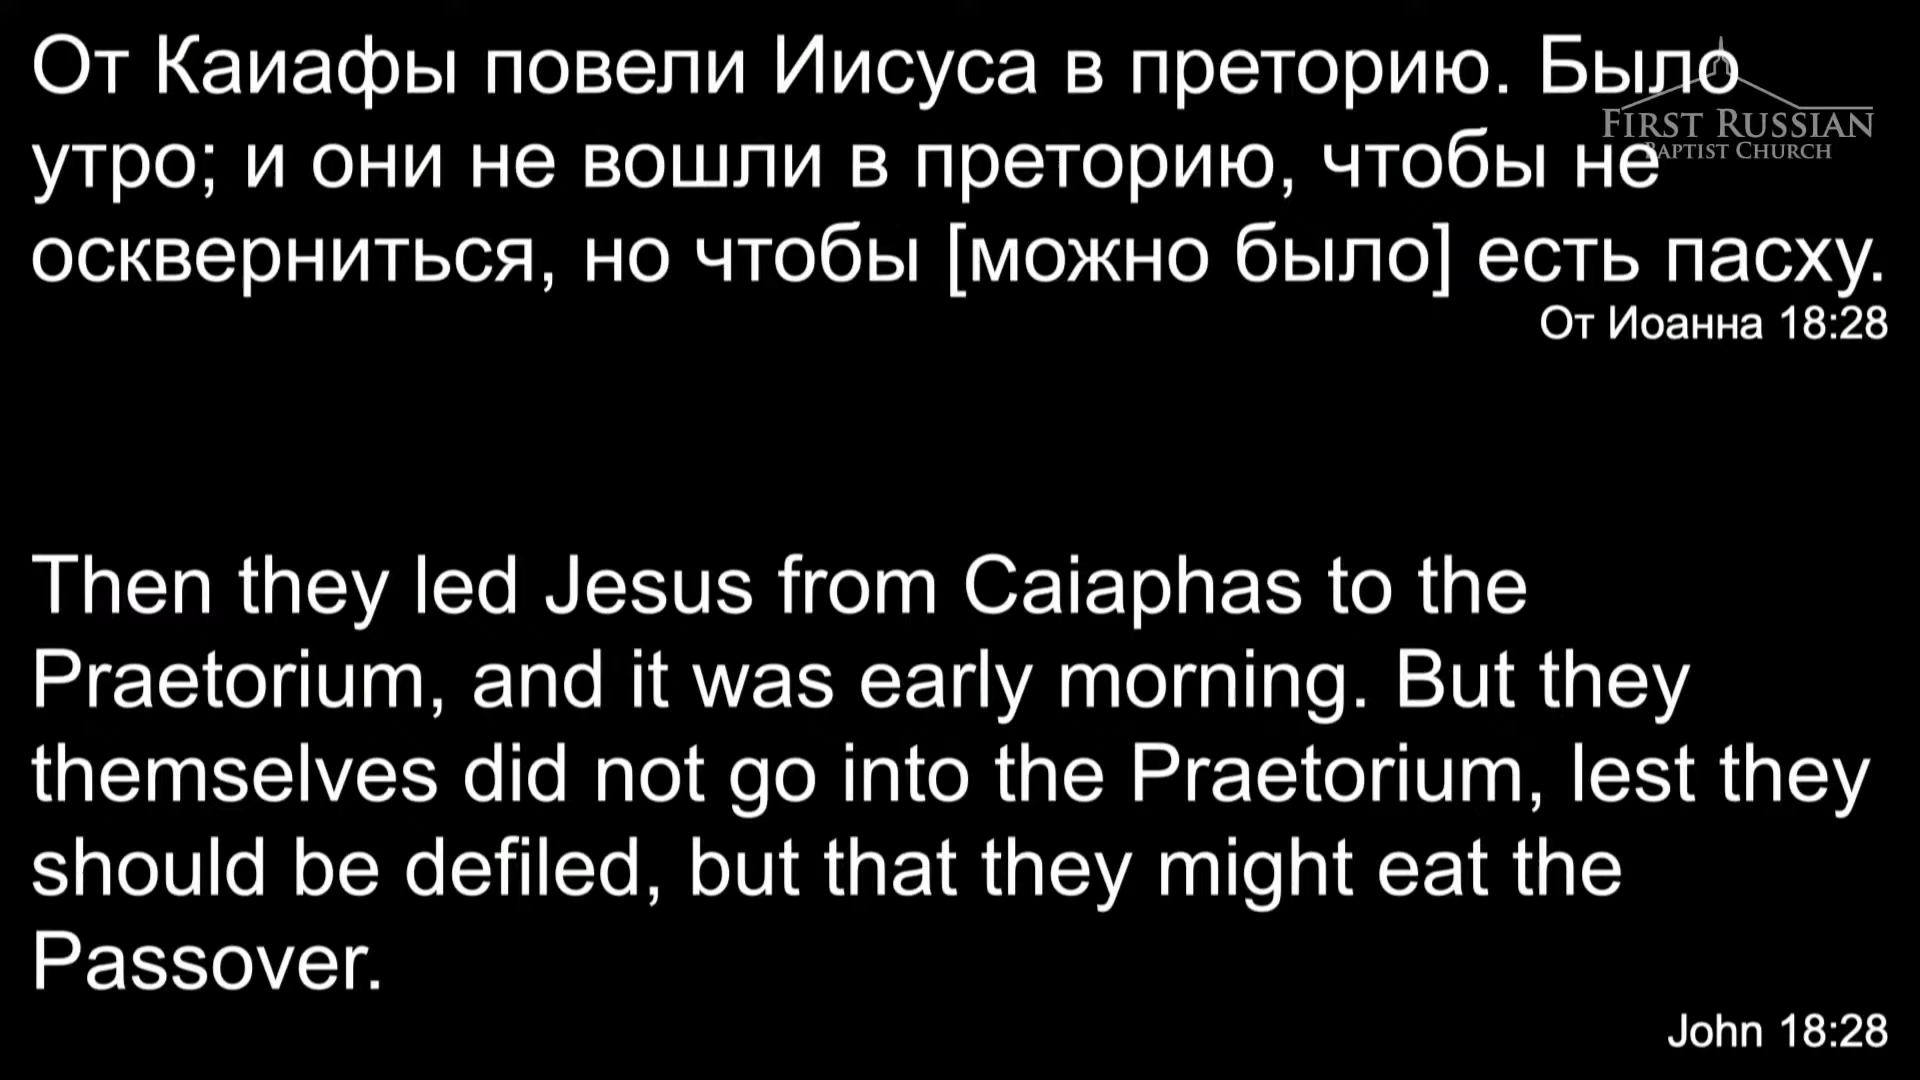 От Каиафы повели Иисуса в преторию. Было
утро; и они не вошли в преторию, чтобы не
оскверниться, но чтобы [можно было] есть пасху.
От Иоанна 18:28
FIRST RUSSIAN
BAPTIST CHURCH
Then they led Jesus from Caiaphas to the
Praetorium, and it was early morning. But they
themselves did not go into the Praetorium, lest they
should be defiled, but that they might eat the
Passover.
John 18:28